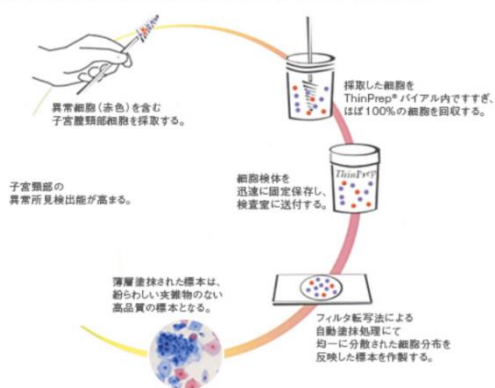 異常細胞(赤色)を含む
子宮腟頸部細胞を採取する。
採取した細胞を
ThinPrep® バイアル内ですすぎ、
ほぼ100%の細胞を回収する。
細胞検体を
迅速に固定保存し、
検査室に送付する。
ThinPrep
フィルタ転写法による
自動塗抹処理にて
均一に分散された細胞分布を
反映した標本を作製する。
薄層塗抹された標本は、
紛らわしい夾雑物のない
高品質の標本となる。
子宮頸部の
異常所見検出能が高まる。